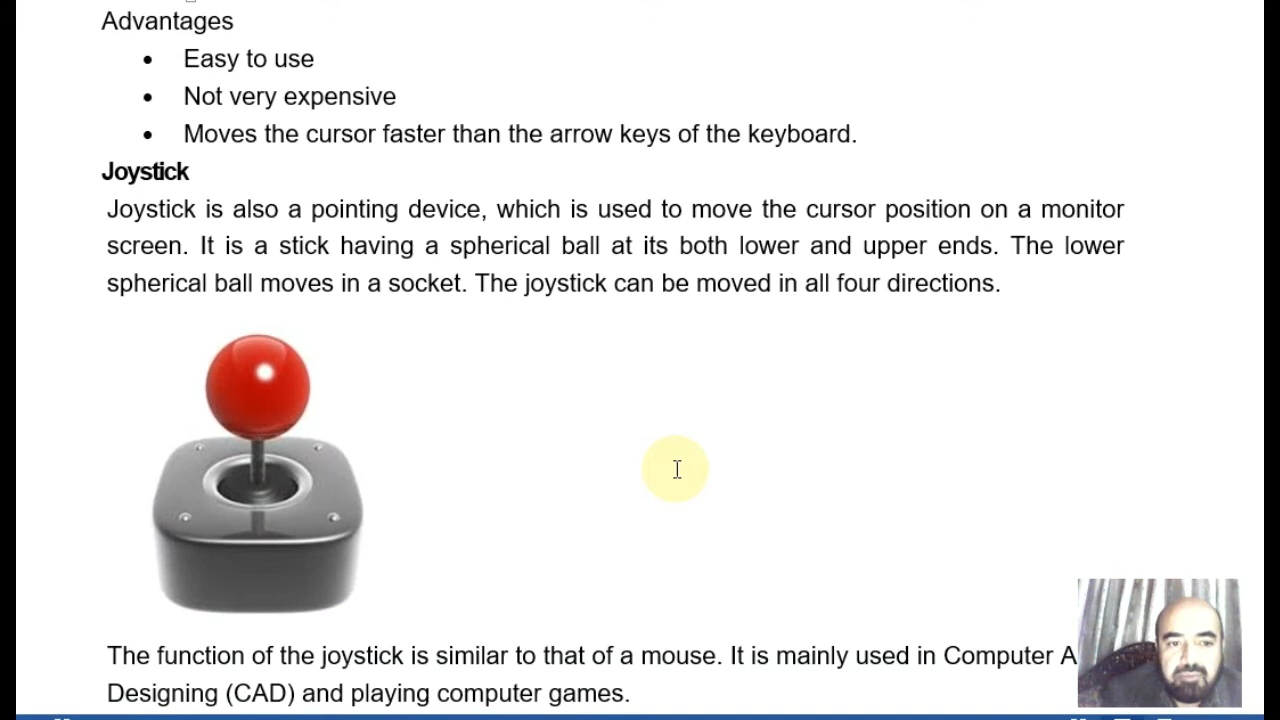 Advantages
• Easy to use
• Not very expensive
• Moves the cursor faster than the arrow keys of the keyboard.
Joystick
Joystick is also a pointing device, which is used to move the cursor position on a monitor
screen. It is a stick having a spherical ball at its both lower and upper ends. The lower
spherical ball moves in a socket. The joystick can be moved in all four directions.
The function of the joystick is similar to that of a mouse. It is mainly used in Computer
Designing (CAD) and playing computer games.